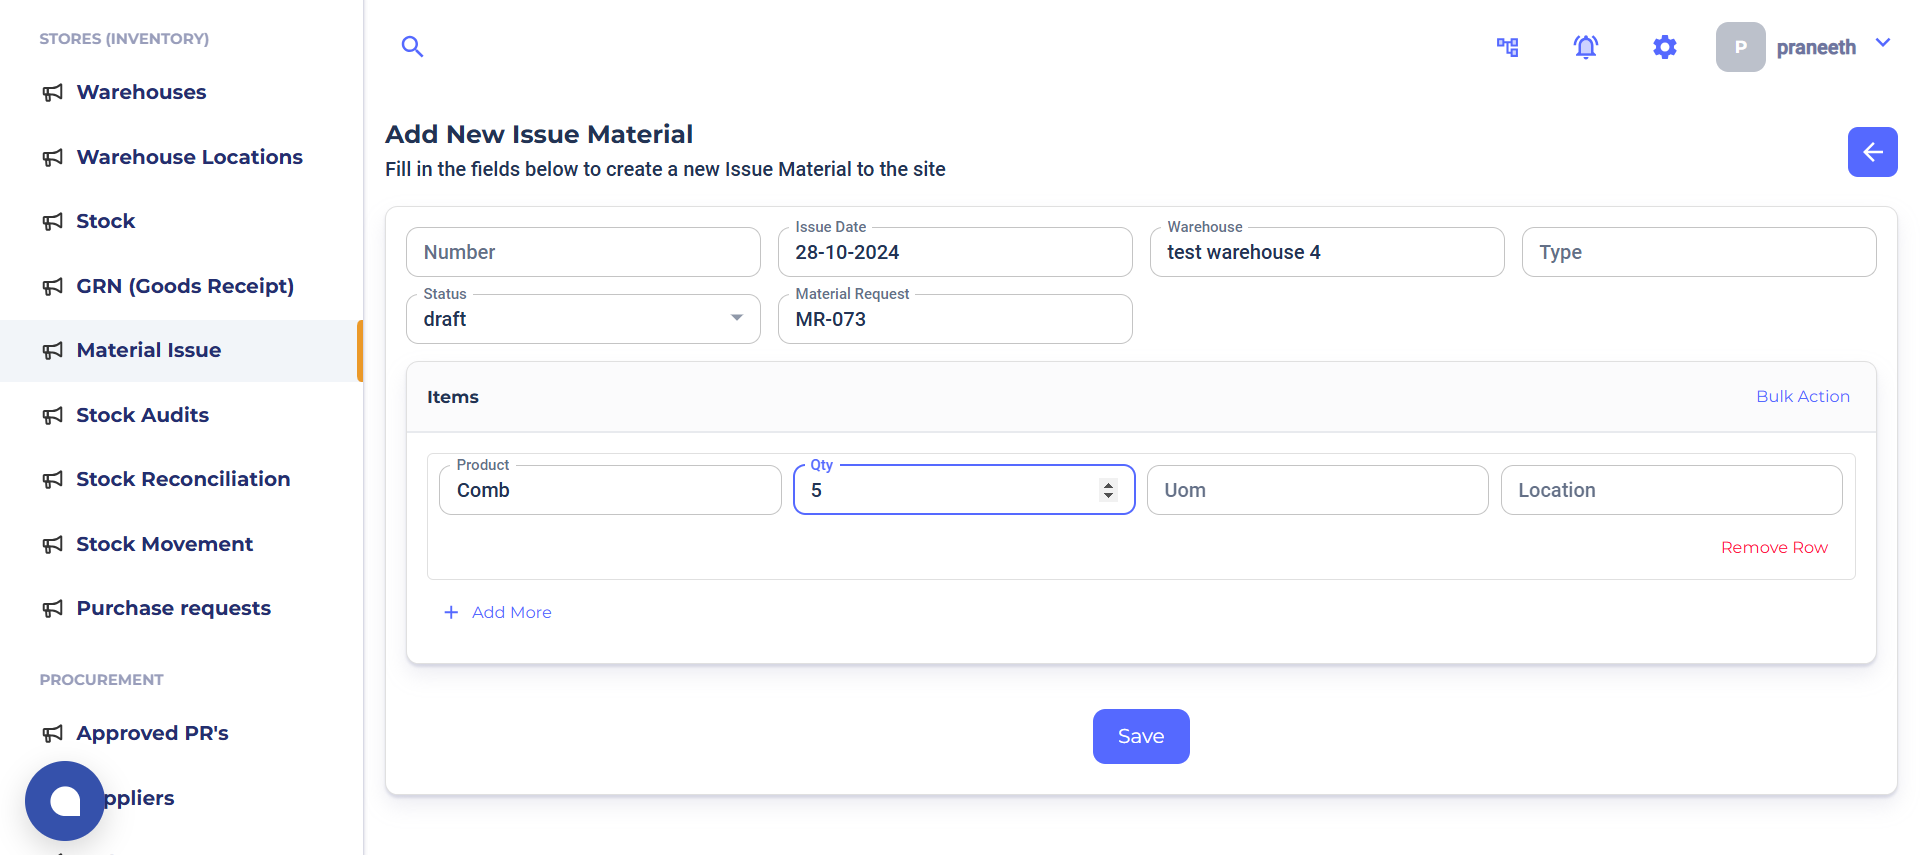 STORES (INVENTORY)
Warehouses
Warehouse Locations
Stock
GRN (Goods Receipt)
Material Issue
Stock Audits
Stock Reconciliation
Stock Movement
Purchase requests
PROCUREMENT
Approved PR's
ppliers
P praneeth
Add New Issue Material
Fill in the fields below to create a new Issue Material to the site
Number
Issue Date
28-10-2024
Warehouse
test warehouse 4
Type
Status
draft
Material Request
MR-073
Items
Bulk Action
Product
Comb
Qty
5
Uom
Location
Remove Row
+ Add More
Save